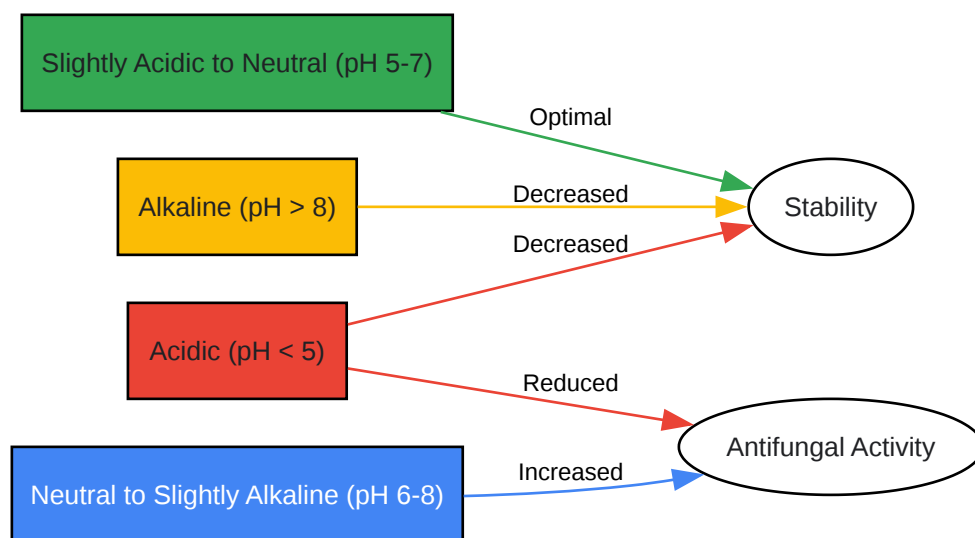 Slightly Acidic to Neutral (pH 5-7)
Optimal
Alkaline (pH > 8)
Decreased
Stability
Decreased
Acidic (pH < 5)
Reduced
Antifungal Activity
Neutral to Slightly Alkaline (pH 6-8)
Increased